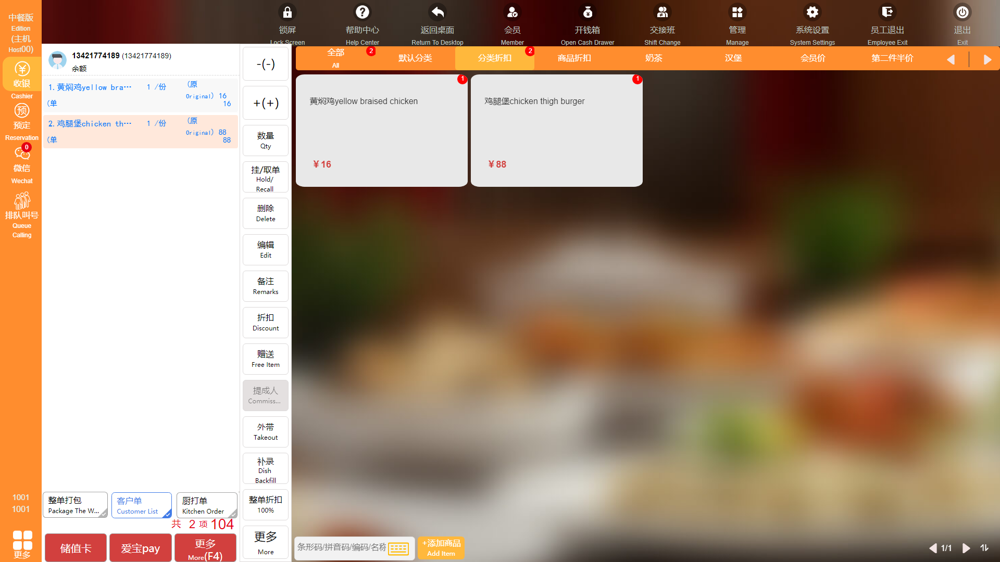 中餐版
Edition
(主机
Host00)
收银
Cashier
预定
Reservation
0
微信
Wechat
排队叫号
Queue
Calling
1001
1001
更多
锁屏
Lock Screen
帮助中心
Help Center
返回桌面
Return To Desktop
会员
Member
开钱箱
Open Cash Drawer
交接班
Shift Change
管理
Manage
系统设置
System Settings
员工退出
Employee Exit
退出
Exit
13421774189 (13421774189)
余额
1.黄焖鸡yellow bra… 1 /份 (原
Original) 16
(单 16
2.鸡腿堡chicken th… 1 /份 (原
Original) 88
(单 88
整单打包
Package The W...
客户单
Customer List
厨打单
Kitchen Order
共 2 项 104
储值卡
爱宝pay
更多
More(F4)
-(-)
+(+)
数量
Qty
挂/取单
Hold/
Recall
删除
Delete
编辑
Edit
备注
Remarks
折扣
Discount
赠送
Free Item
提成人
Commiss...
外带
Takeout
补录
Dish
Backfill
整单折扣
100%
更多
More
全部
All
2
默认分类
分类折扣
2
商品折扣
奶茶
汉堡
会员价
第二件半价
1
黄焖鸡yellow braised chicken
¥16
1
鸡腿堡chicken thigh burger
¥88
条形码/拼音码/编码/名称
+添加商品
Add Item
1/1